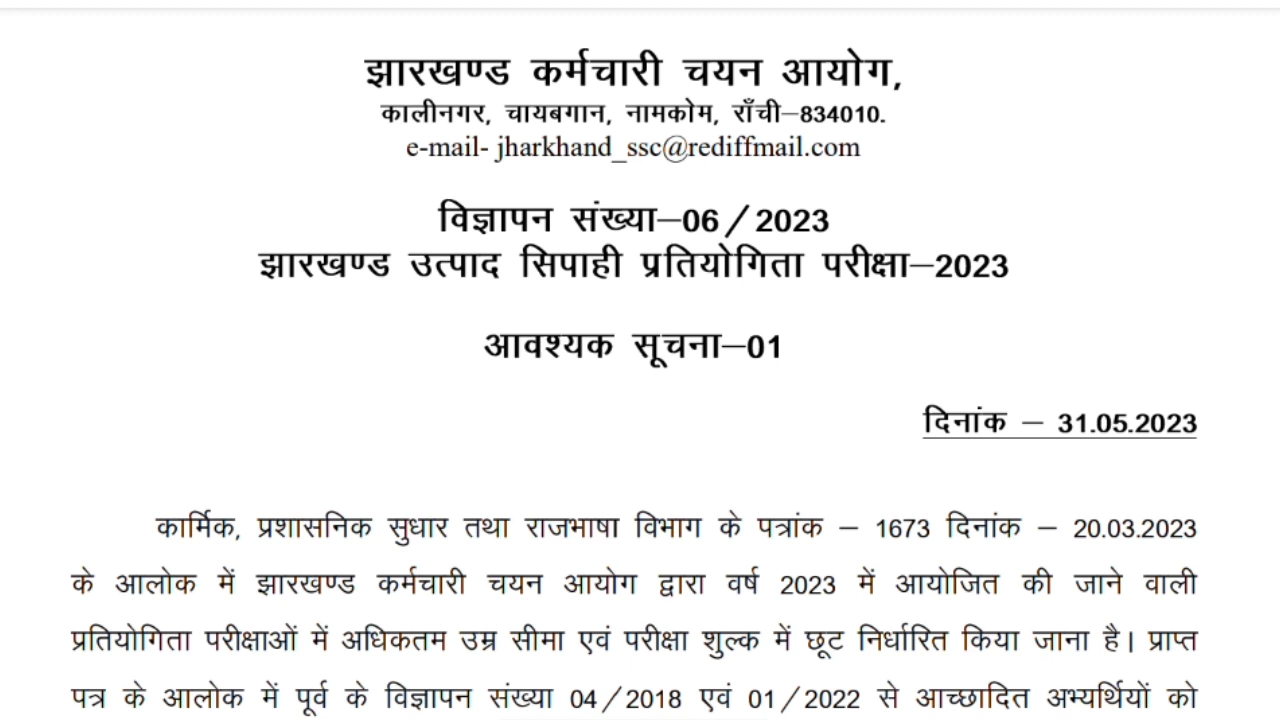 झारखण्ड कर्मचारी चयन आयोग,
कालीनगर, चायबगान, नामकोम, राँची–834010.
e-mail- jharkhand_ssc@rediffmail.com
विज्ञापन संख्या–06/2023
झारखण्ड उत्पाद सिपाही प्रतियोगिता परीक्षा–2023
आवश्यक सूचना–01
दिनांक – 31.05.2023
कार्मिक, प्रशासनिक सुधार तथा राजभाषा विभाग के पत्रांक – 1673 दिनांक – 20.03.2023
के आलोक में झारखण्ड कर्मचारी चयन आयोग द्वारा वर्ष 2023 में आयोजित की जाने वाली
प्रतियोगिता परीक्षाओं में अधिकतम उम्र सीमा एवं परीक्षा शुल्क में छूट निर्धारित किया जाना है। प्राप्त
पत्र के आलोक में पूर्व के विज्ञापन संख्या 04/2018 एवं 01/2022 से आच्छादित अभ्यर्थियों को